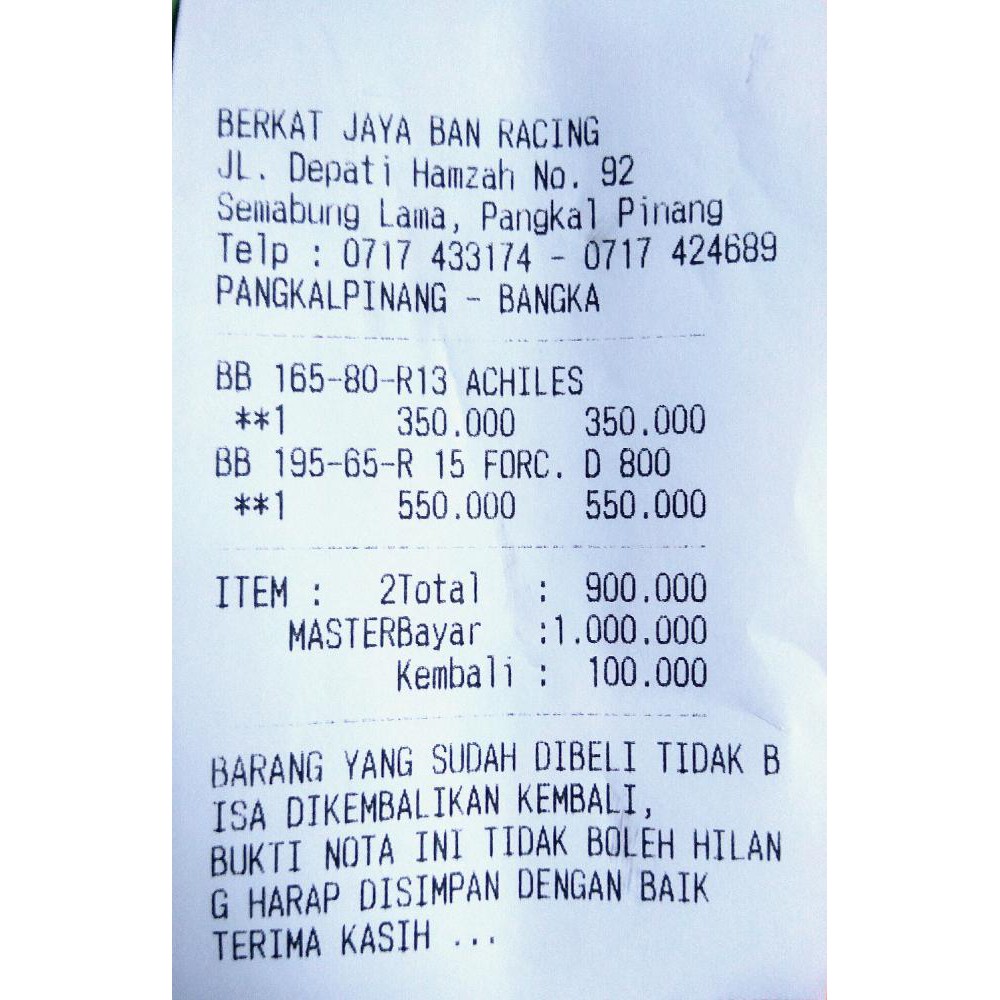 BERKAT JAYA BAN RACING
JL. Depati Hamzah No. 92
Semabung Lama, Pangkal Pinang
Telp : 0717 433174 - 0717 424689
PANGKALPINANG - BANGKA
BB 165-80-R13 ACHILES
**1 350.000 350.000
BB 195-65-R 15 FORC. D 800
**1 550.000 550.000
ITEM : 2Total : 900.000
MASTERBayar :1.000.000
Kembali : 100.000
BARANG YANG SUDAH DIBELI TIDAK B
ISA DIKEMBALIKAN KEMBALI,
BUKTI NOTA INI TIDAK BOLEH HILAN
G HARAP DISIMPAN DENGAN BAIK
TERIMA KASIH ...